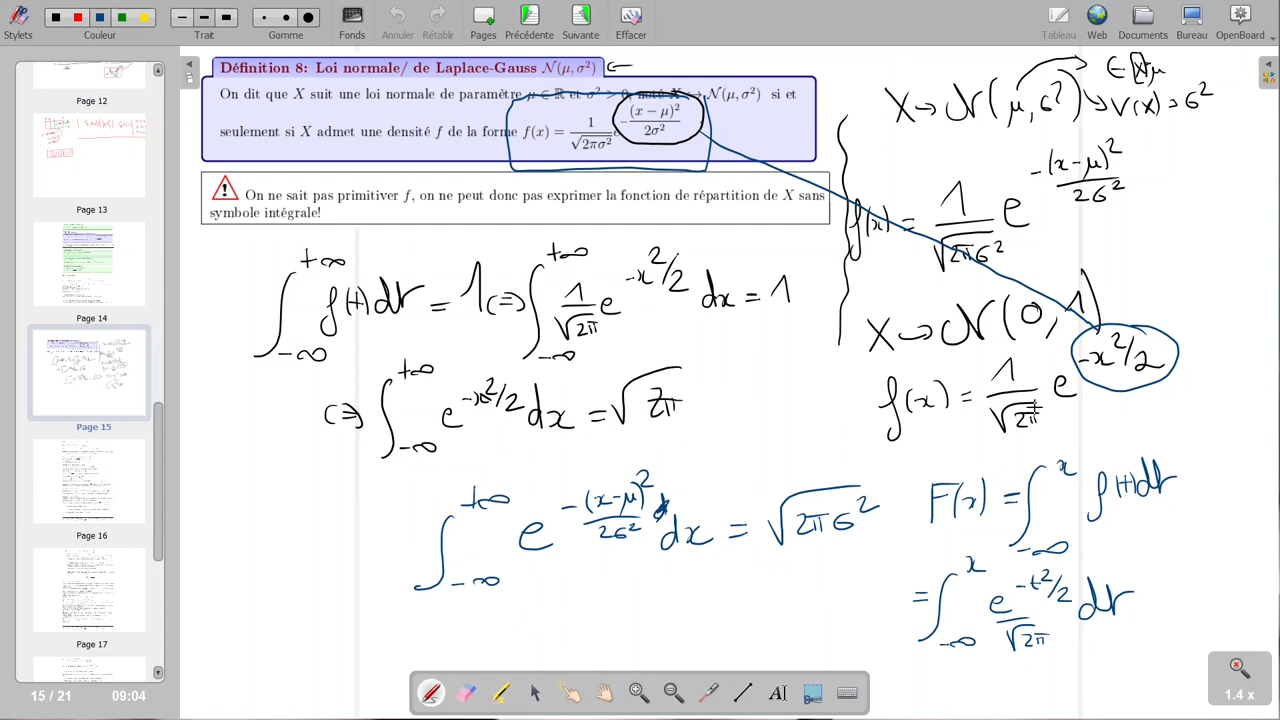 Stylets
Couleur
Trait
Gomme
Fonds
Annuler
Rétablir
Pages
Précédente
Suivante
Effacer
Tableau
Web
Documents
Bureau
OpenBoard
Page 12
Page 13
Page 14
Page 15
Page 16
Page 17
Définition 8: Loi normale/ de Laplace-Gauss N(μ, σ²) ←
On dit que X suit une loi normale de paramètre μ ∈ ℝ et σ² > 0, noté X ↪ N(μ, σ²) si et
seulement si X admet une densité f de la forme f(x) = 1/√(2πσ²) e^(-(x − μ)²/(2σ²))
On ne sait pas primitiver f, on ne peut donc pas exprimer la fonction de répartition de X sans
symbole intégrale!
∫_{-∞}^{+∞} f(t)dt = 1 (=) ∫_{-∞}^{+∞} 1/√(2π) e^(-x²/2) dx = 1
(=) ∫_{-∞}^{+∞} e^(-x²/2) dx = √(2π)
∫_{-∞}^{+∞} e^(-(x-μ)²/(2σ²)) dx = √(2πσ²)
X → N(μ, σ²) → V(X) = σ²
f(x) = 1/√(2πσ²) e^(-(x-μ)²/(2σ²))
X → N(0, 1)
f(x) = 1/√(2π) e^(-x²/2)
F(x) = ∫_{-∞}^{x} f(t)dt
= ∫_{-∞}^{x} e^(-t²/2)/√(2π) dt
15 / 21
09:04
1.4 x